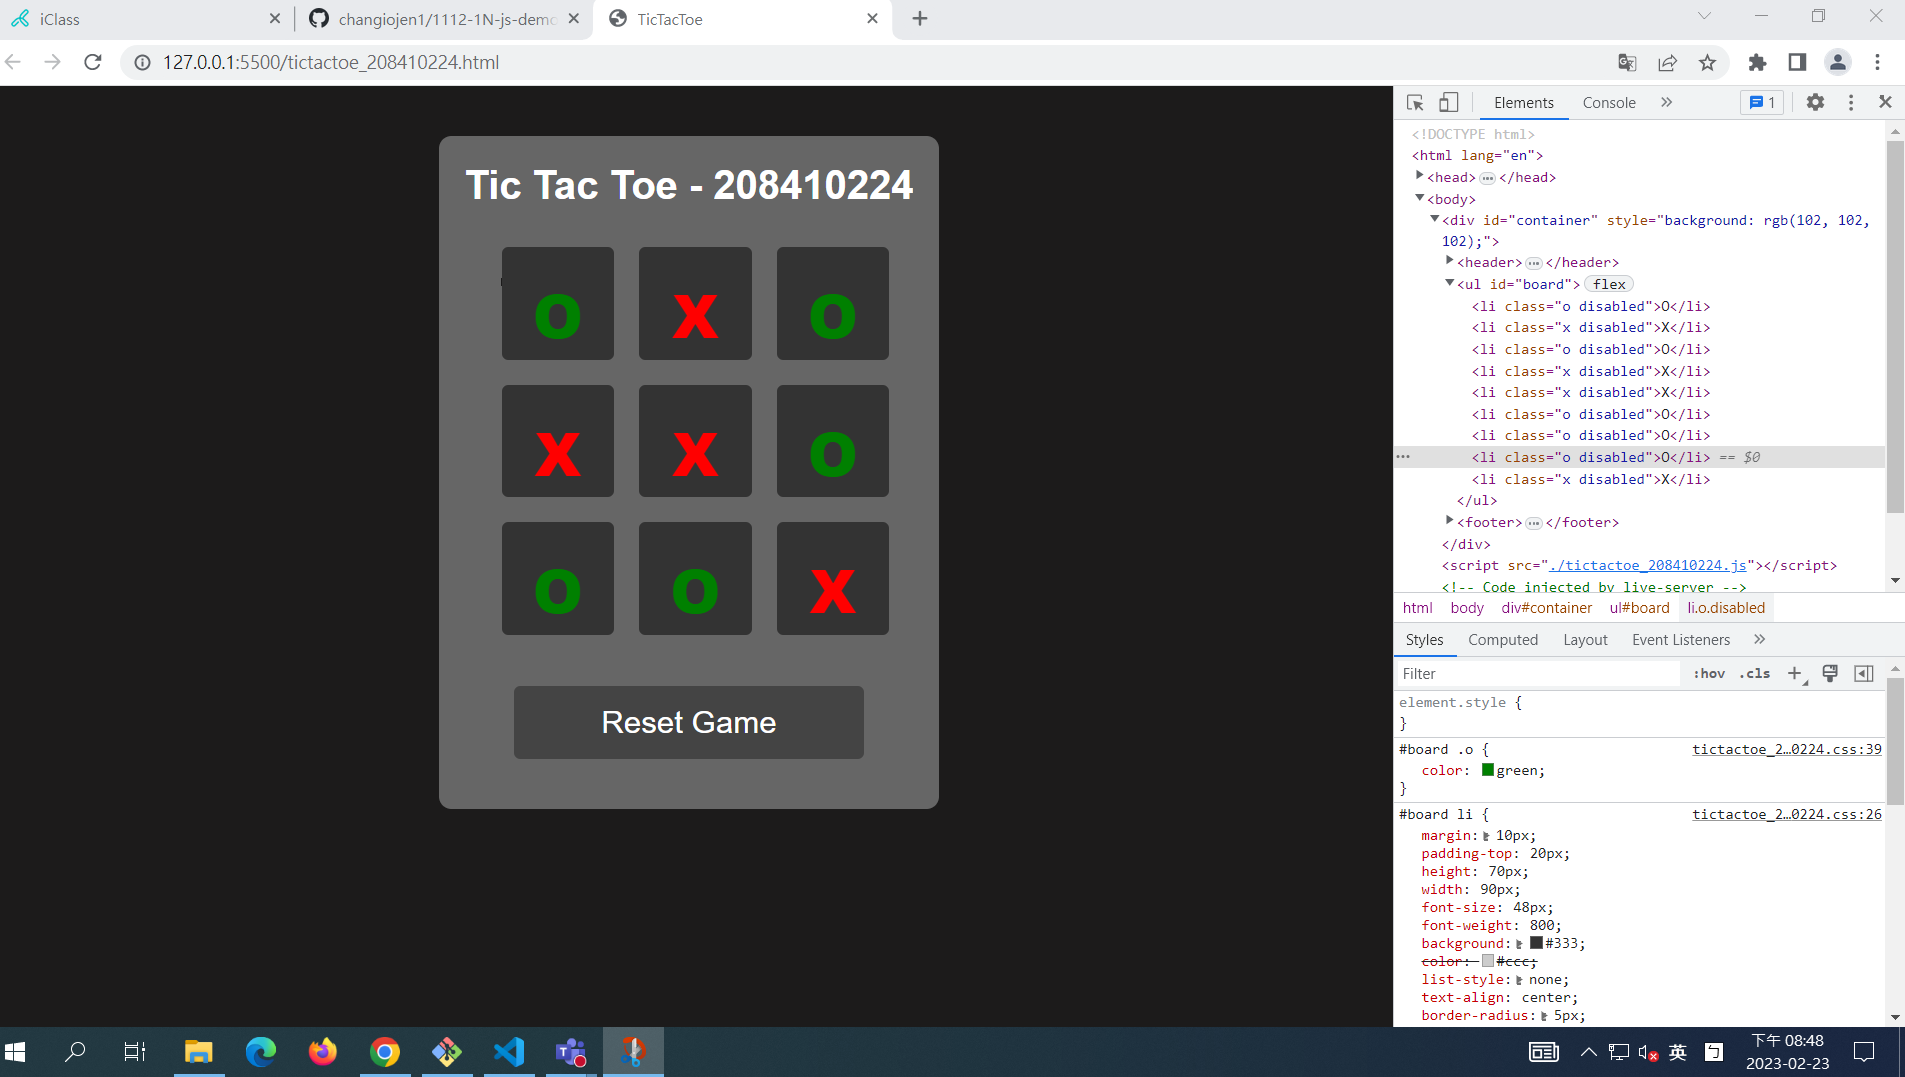 iClass
changiojen1/1112-1N-js-demo
TicTacToe
127.0.0.1:5500/tictactoe_208410224.html
Tic Tac Toe - 208410224
O X O
X X O
O O X
Reset Game
Elements Console » 1
<!DOCTYPE html>
<html lang="en">
<head>…</head>
<body>
<div id="container" style="background: rgb(102, 102,
102);">
<header>…</header>
<ul id="board"> flex
<li class="o disabled">O</li>
<li class="x disabled">X</li>
<li class="o disabled">O</li>
<li class="x disabled">X</li>
<li class="x disabled">X</li>
<li class="o disabled">O</li>
<li class="o disabled">O</li>
… <li class="o disabled">O</li> == $0
<li class="x disabled">X</li>
</ul>
<footer>…</footer>
</div>
<script src="./tictactoe_208410224.js"></script>
<!-- Code injected by live-server -->
html body div#container ul#board li.o.disabled
Styles Computed Layout Event Listeners »
Filter :hov .cls +
element.style {
}
#board .o { tictactoe_2…0224.css:39
color: green;
}
#board li { tictactoe_2…0224.css:26
margin: 10px;
padding-top: 20px;
height: 70px;
width: 90px;
font-size: 48px;
font-weight: 800;
background: #333;
color: #ccc;
list-style: none;
text-align: center;
border-radius: 5px;
英 ㄅ
下午 08:48
2023-02-23